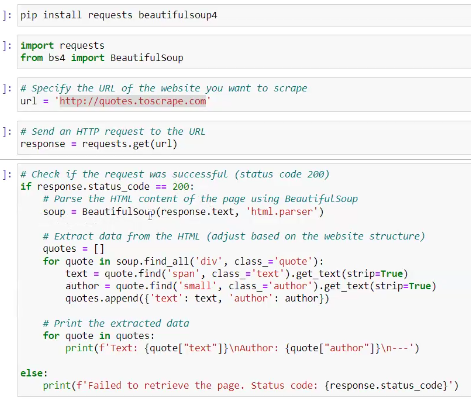 ]: pip install requests beautifulsoup4
]: import requests
from bs4 import BeautifulSoup
]: # Specify the URL of the website you want to scrape
url = 'http://quotes.toscrape.com'
]: # Send an HTTP request to the URL
response = requests.get(url)
]: # Check if the request was successful (status code 200)
if response.status_code == 200:
    # Parse the HTML content of the page using BeautifulSoup
    soup = BeautifulSoup(response.text, 'html.parser')

    # Extract data from the HTML (adjust based on the website structure)
    quotes = []
    for quote in soup.find_all('div', class_='quote'):
        text = quote.find('span', class_='text').get_text(strip=True)
        author = quote.find('small', class_='author').get_text(strip=True)
        quotes.append({'text': text, 'author': author})

    # Print the extracted data
    for quote in quotes:
        print(f'Text: {quote["text"]}\nAuthor: {quote["author"]}\n---')

else:
    print(f'Failed to retrieve the page. Status code: {response.status_code}')